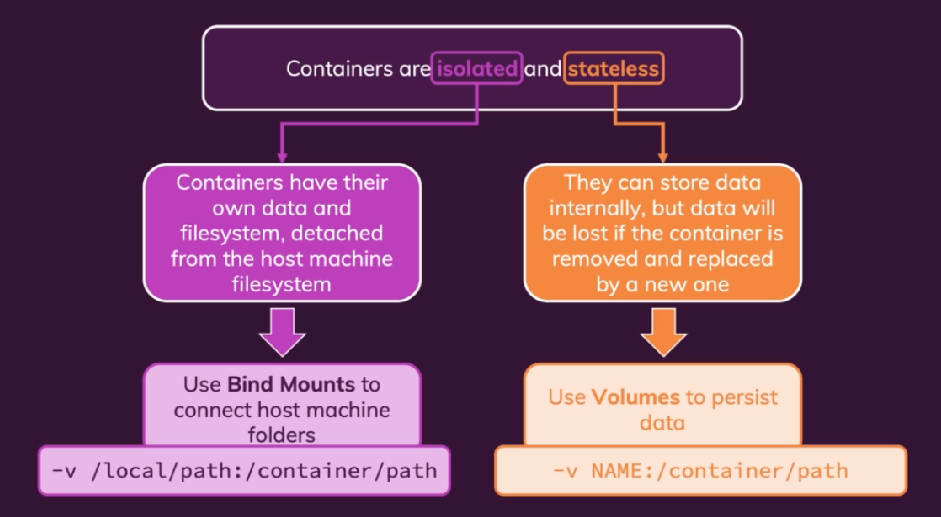 Containers are isolated and stateless
Containers have their
own data and
filesystem, detached
from the host machine
filesystem
They can store data
internally, but data will
be lost if the container is
removed and replaced
by a new one
Use Bind Mounts to
connect host machine
folders
-v /local/path:/container/path
Use Volumes to persist
data
-v NAME:/container/path